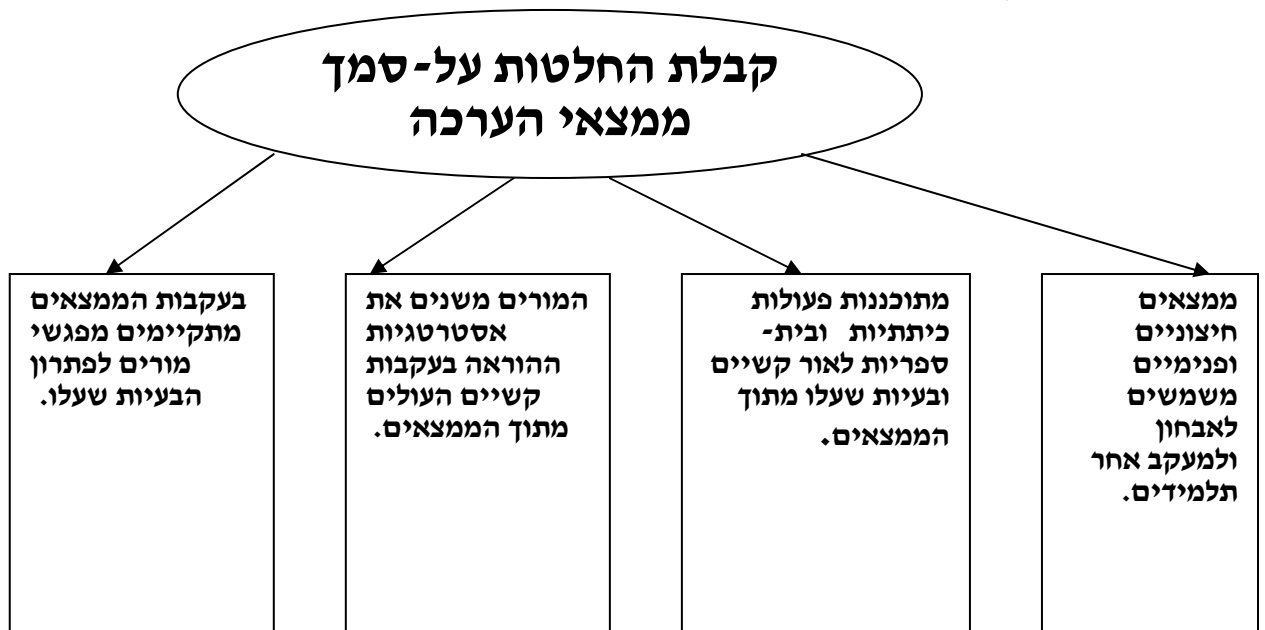 קבלת החלטות על-סמך
ממצאי הערכה
ממצאים
חיצוניים
ופנימיים
משמשים
לאבחון
ולמעקב אחר
תלמידים.
מתוכננות פעולות
כיתתיות ובית-
ספריות לאור קשיים
ובעיות שעלו מתוך
הממצאים.
המורים משנים את
אסטרטגיות
ההוראה בעקבות
קשיים העולים
מתוך הממצאים.
בעקבות הממצאים
מתקיימים מפגשי
מורים לפתרון
הבעיות שעלו.